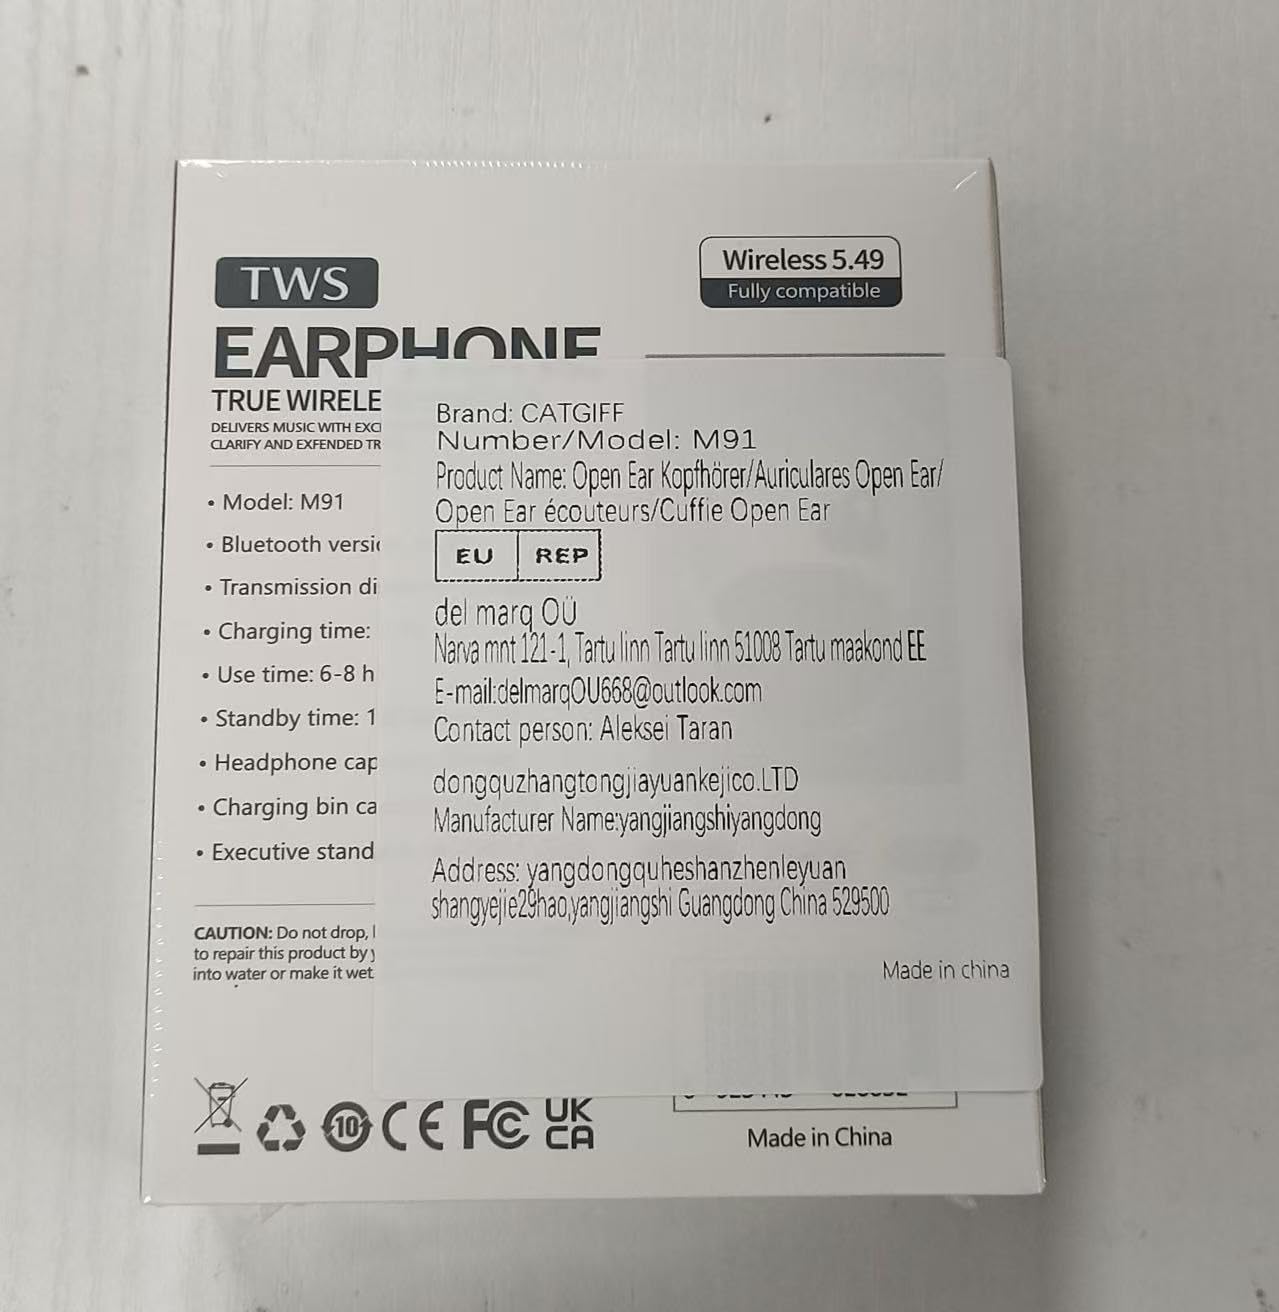 TWS
Wireless 5.49
Fully compatible
EARPHONE
TRUE WIRELE
DELIVERS MUSIC WITH EXC
CLARIFY AND EXFENDED TR
• Model: M91
• Bluetooth versi
• Transmission di
• Charging time:
• Use time: 6-8 h
• Standby time: 1
• Headphone cap
• Charging bin ca
• Executive stand
CAUTION: Do not drop,
to repair this product by
into water or make it wet
Brand: CATGIFF
Number/Model: M91
Product Name: Open Ear Kopfhörer/Auriculares Open Ear/
Open Ear écouteurs/Cuffie Open Ear
EU REP
del marq OÜ
Narva mnt 121-1, Tartu linn Tartu linn 51008 Tartu maakond EE
E-mail:delmarqOU668@outlook.com
Contact person: Aleksei Taran
dongquzhangtongjiayuankejico.LTD
Manufacturer Name:yangjiangshiyangdong
Address: yangdongquheshanzhenleyuan
shangyejie29hao,yangjiangshi Guangdong China 529500
Made in china
10 CE FC UK
CA
Made in China